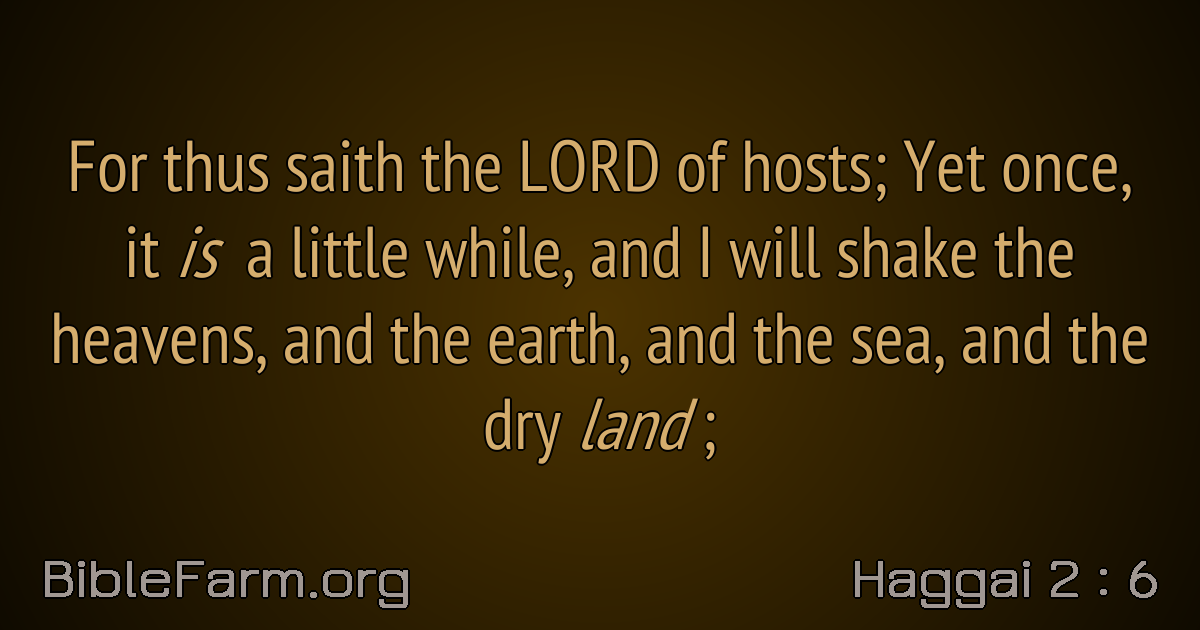 For thus saith the LORD of hosts; Yet once,
it is a little while, and I will shake the
heavens, and the earth, and the sea, and the
dry land ;
BibleFarm.org
Haggai 2 : 6